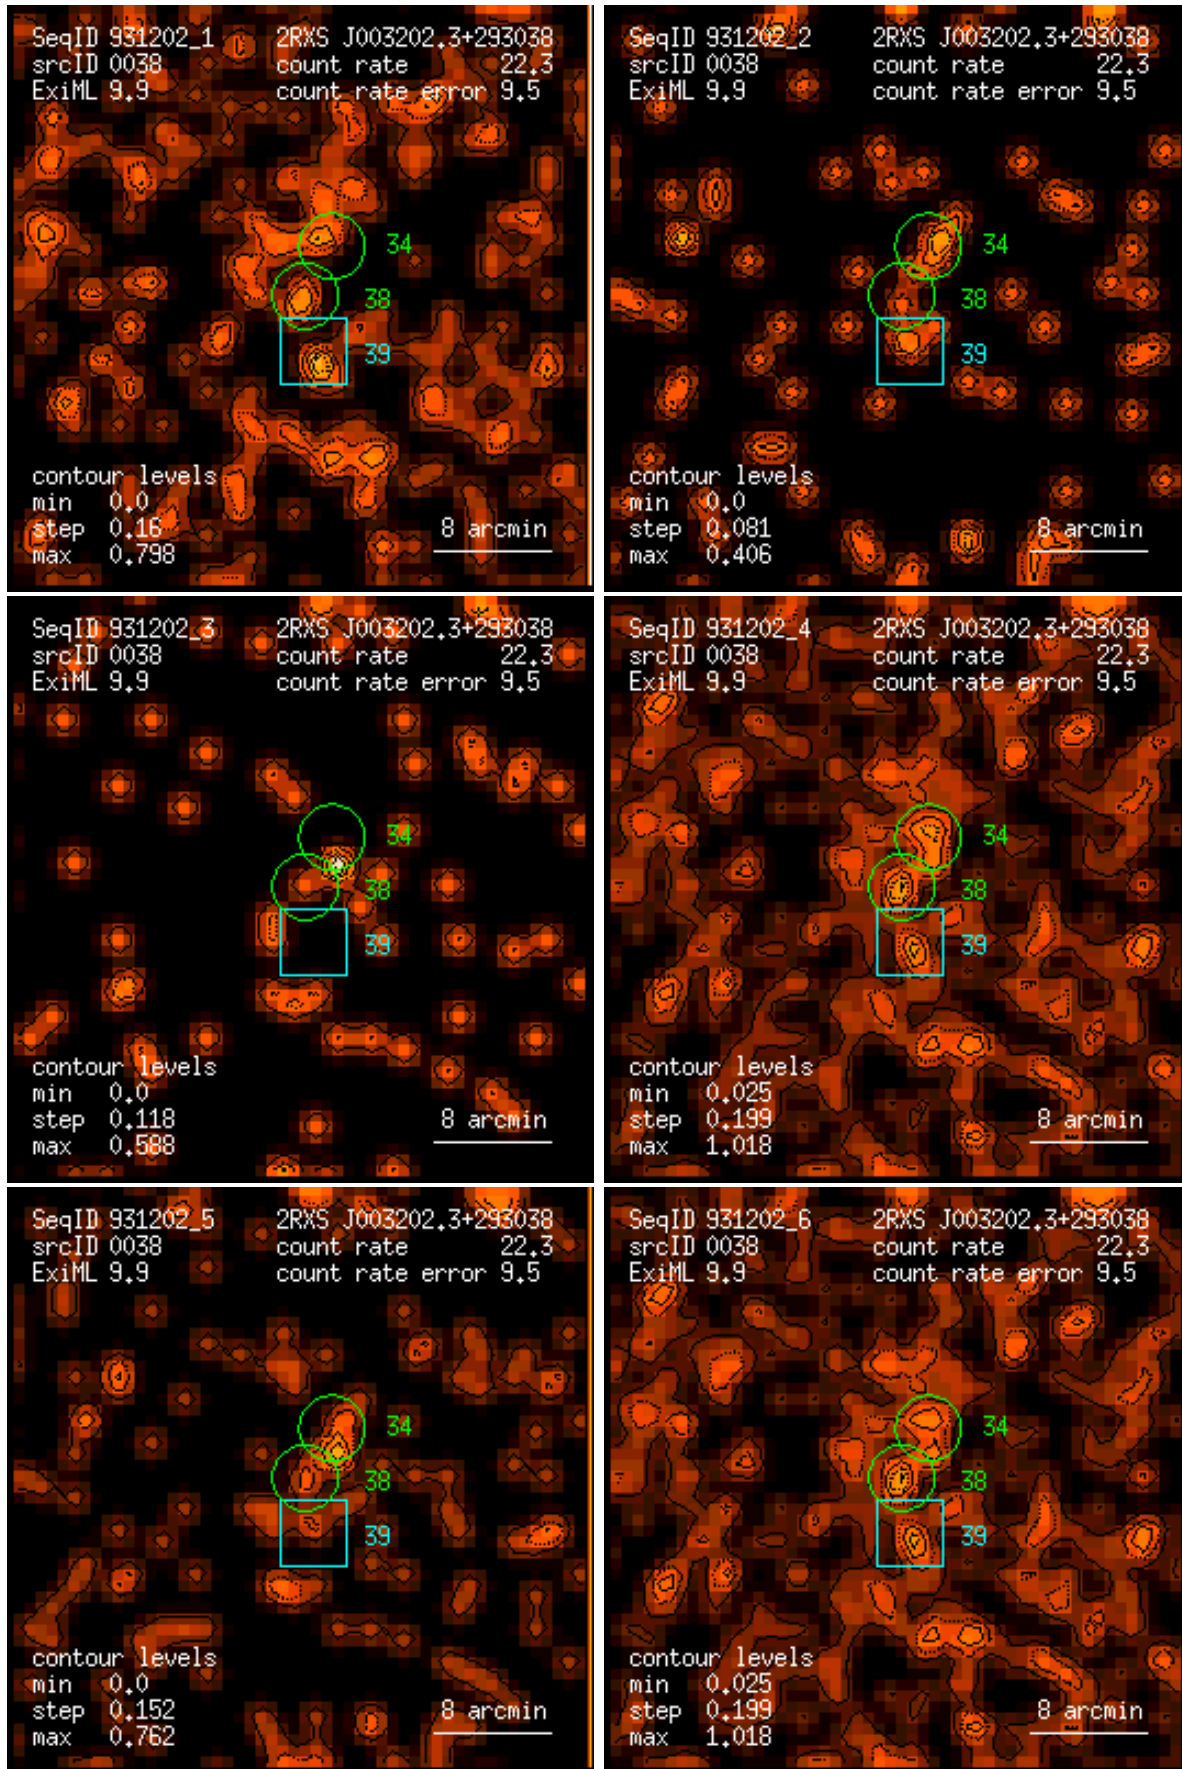 SeqID 931202_1 2RXS J003202.3+293038
srcID 0038 count rate 22.3
ExiML 9.9 count rate error 9.5
34
38
39
contour levels
min 0.0
step 0.16 8 arcmin
max 0.798
SeqID 931202_2 2RXS J003202.3+293038
srcID 0038 count rate 22.3
ExiML 9.9 count rate error 9.5
34
38
39
contour levels
min 0.0
step 0.081 8 arcmin
max 0.406
SeqID 931202_3 2RXS J003202.3+293038
srcID 0038 count rate 22.3
ExiML 9.9 count rate error 9.5
34
38
39
contour levels
min 0.0
step 0.118 8 arcmin
max 0.588
SeqID 931202_4 2RXS J003202.3+293038
srcID 0038 count rate 22.3
ExiML 9.9 count rate error 9.5
34
38
39
contour levels
min 0.025
step 0.199 8 arcmin
max 1.018
SeqID 931202_5 2RXS J003202.3+293038
srcID 0038 count rate 22.3
ExiML 9.9 count rate error 9.5
34
38
39
contour levels
min 0.0
step 0.152 8 arcmin
max 0.762
SeqID 931202_6 2RXS J003202.3+293038
srcID 0038 count rate 22.3
ExiML 9.9 count rate error 9.5
34
38
39
contour levels
min 0.025
step 0.199 8 arcmin
max 1.018